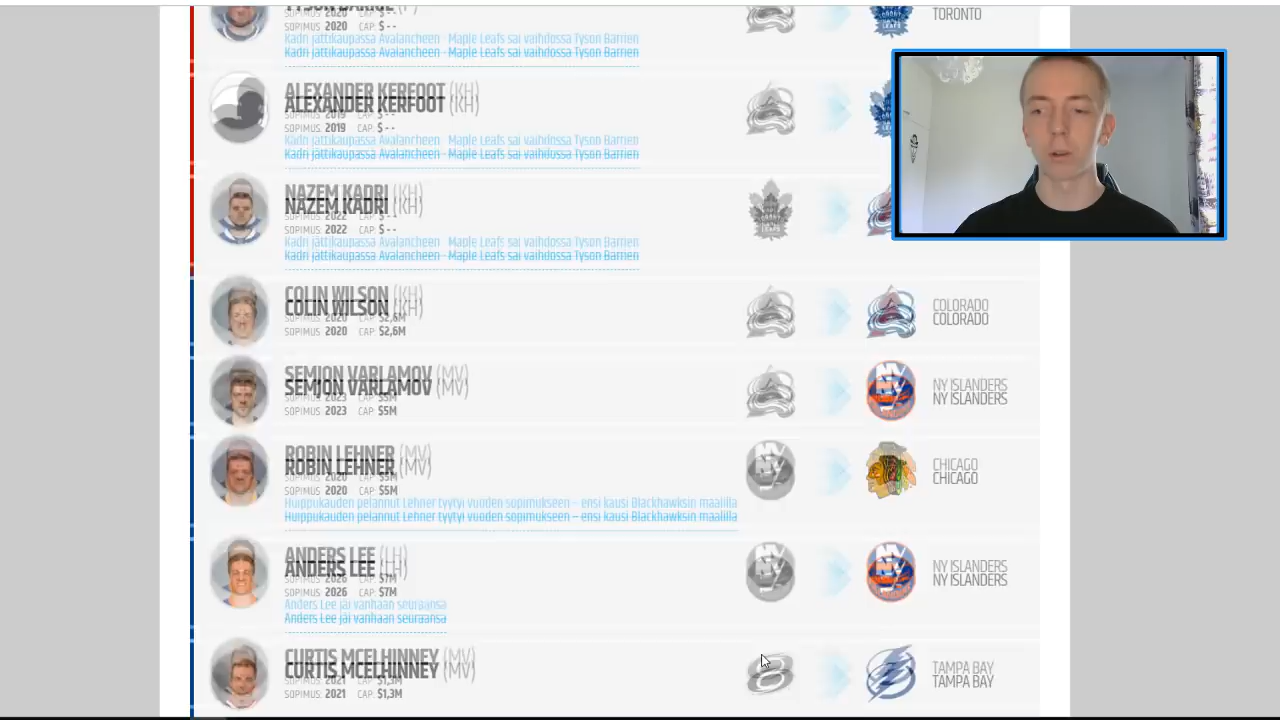 TYSON BARRIE (P)
SOPIMUS: 2020 CAP: $ - -
TORONTO
Kadri jättikaupassa Avalancheen - Maple Leafs sai vaihdossa Tyson Barrien
ALEXANDER KERFOOT (KH)
SOPIMUS: 2019 CAP: $ - -
Kadri jättikaupassa Avalancheen - Maple Leafs sai vaihdossa Tyson Barrien
NAZEM KADRI (KH)
SOPIMUS: 2022 CAP: $ - -
Kadri jättikaupassa Avalancheen - Maple Leafs sai vaihdossa Tyson Barrien
COLIN WILSON (KH)
SOPIMUS: 2020 CAP: $2,6M
COLORADO
SEMJON VARLAMOV (MV)
SOPIMUS: 2023 CAP: $5M
NY ISLANDERS
ROBIN LEHNER (MV)
SOPIMUS: 2020 CAP: $5M
CHICAGO
Huippukauden pelannut Lehner tyytyi vuoden sopimukseen – ensi kausi Blackhawksin maalilla
ANDERS LEE (LH)
SOPIMUS: 2026 CAP: $7M
NY ISLANDERS
Anders Lee jäi vanhaan seuraansa
CURTIS MCELHINNEY (MV)
SOPIMUS: 2021 CAP: $1,3M
TAMPA BAY